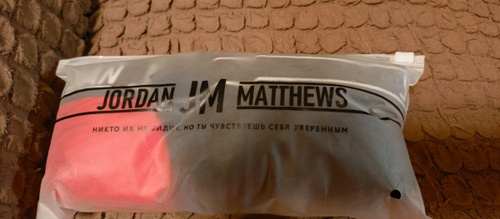 JORDAN JM MATTHEWS
НИКТО ИХ НЕ ВИДИТ, НО ТЫ ЧУВСТВУЕШЬ СЕБЯ УВЕРЕННЫМ